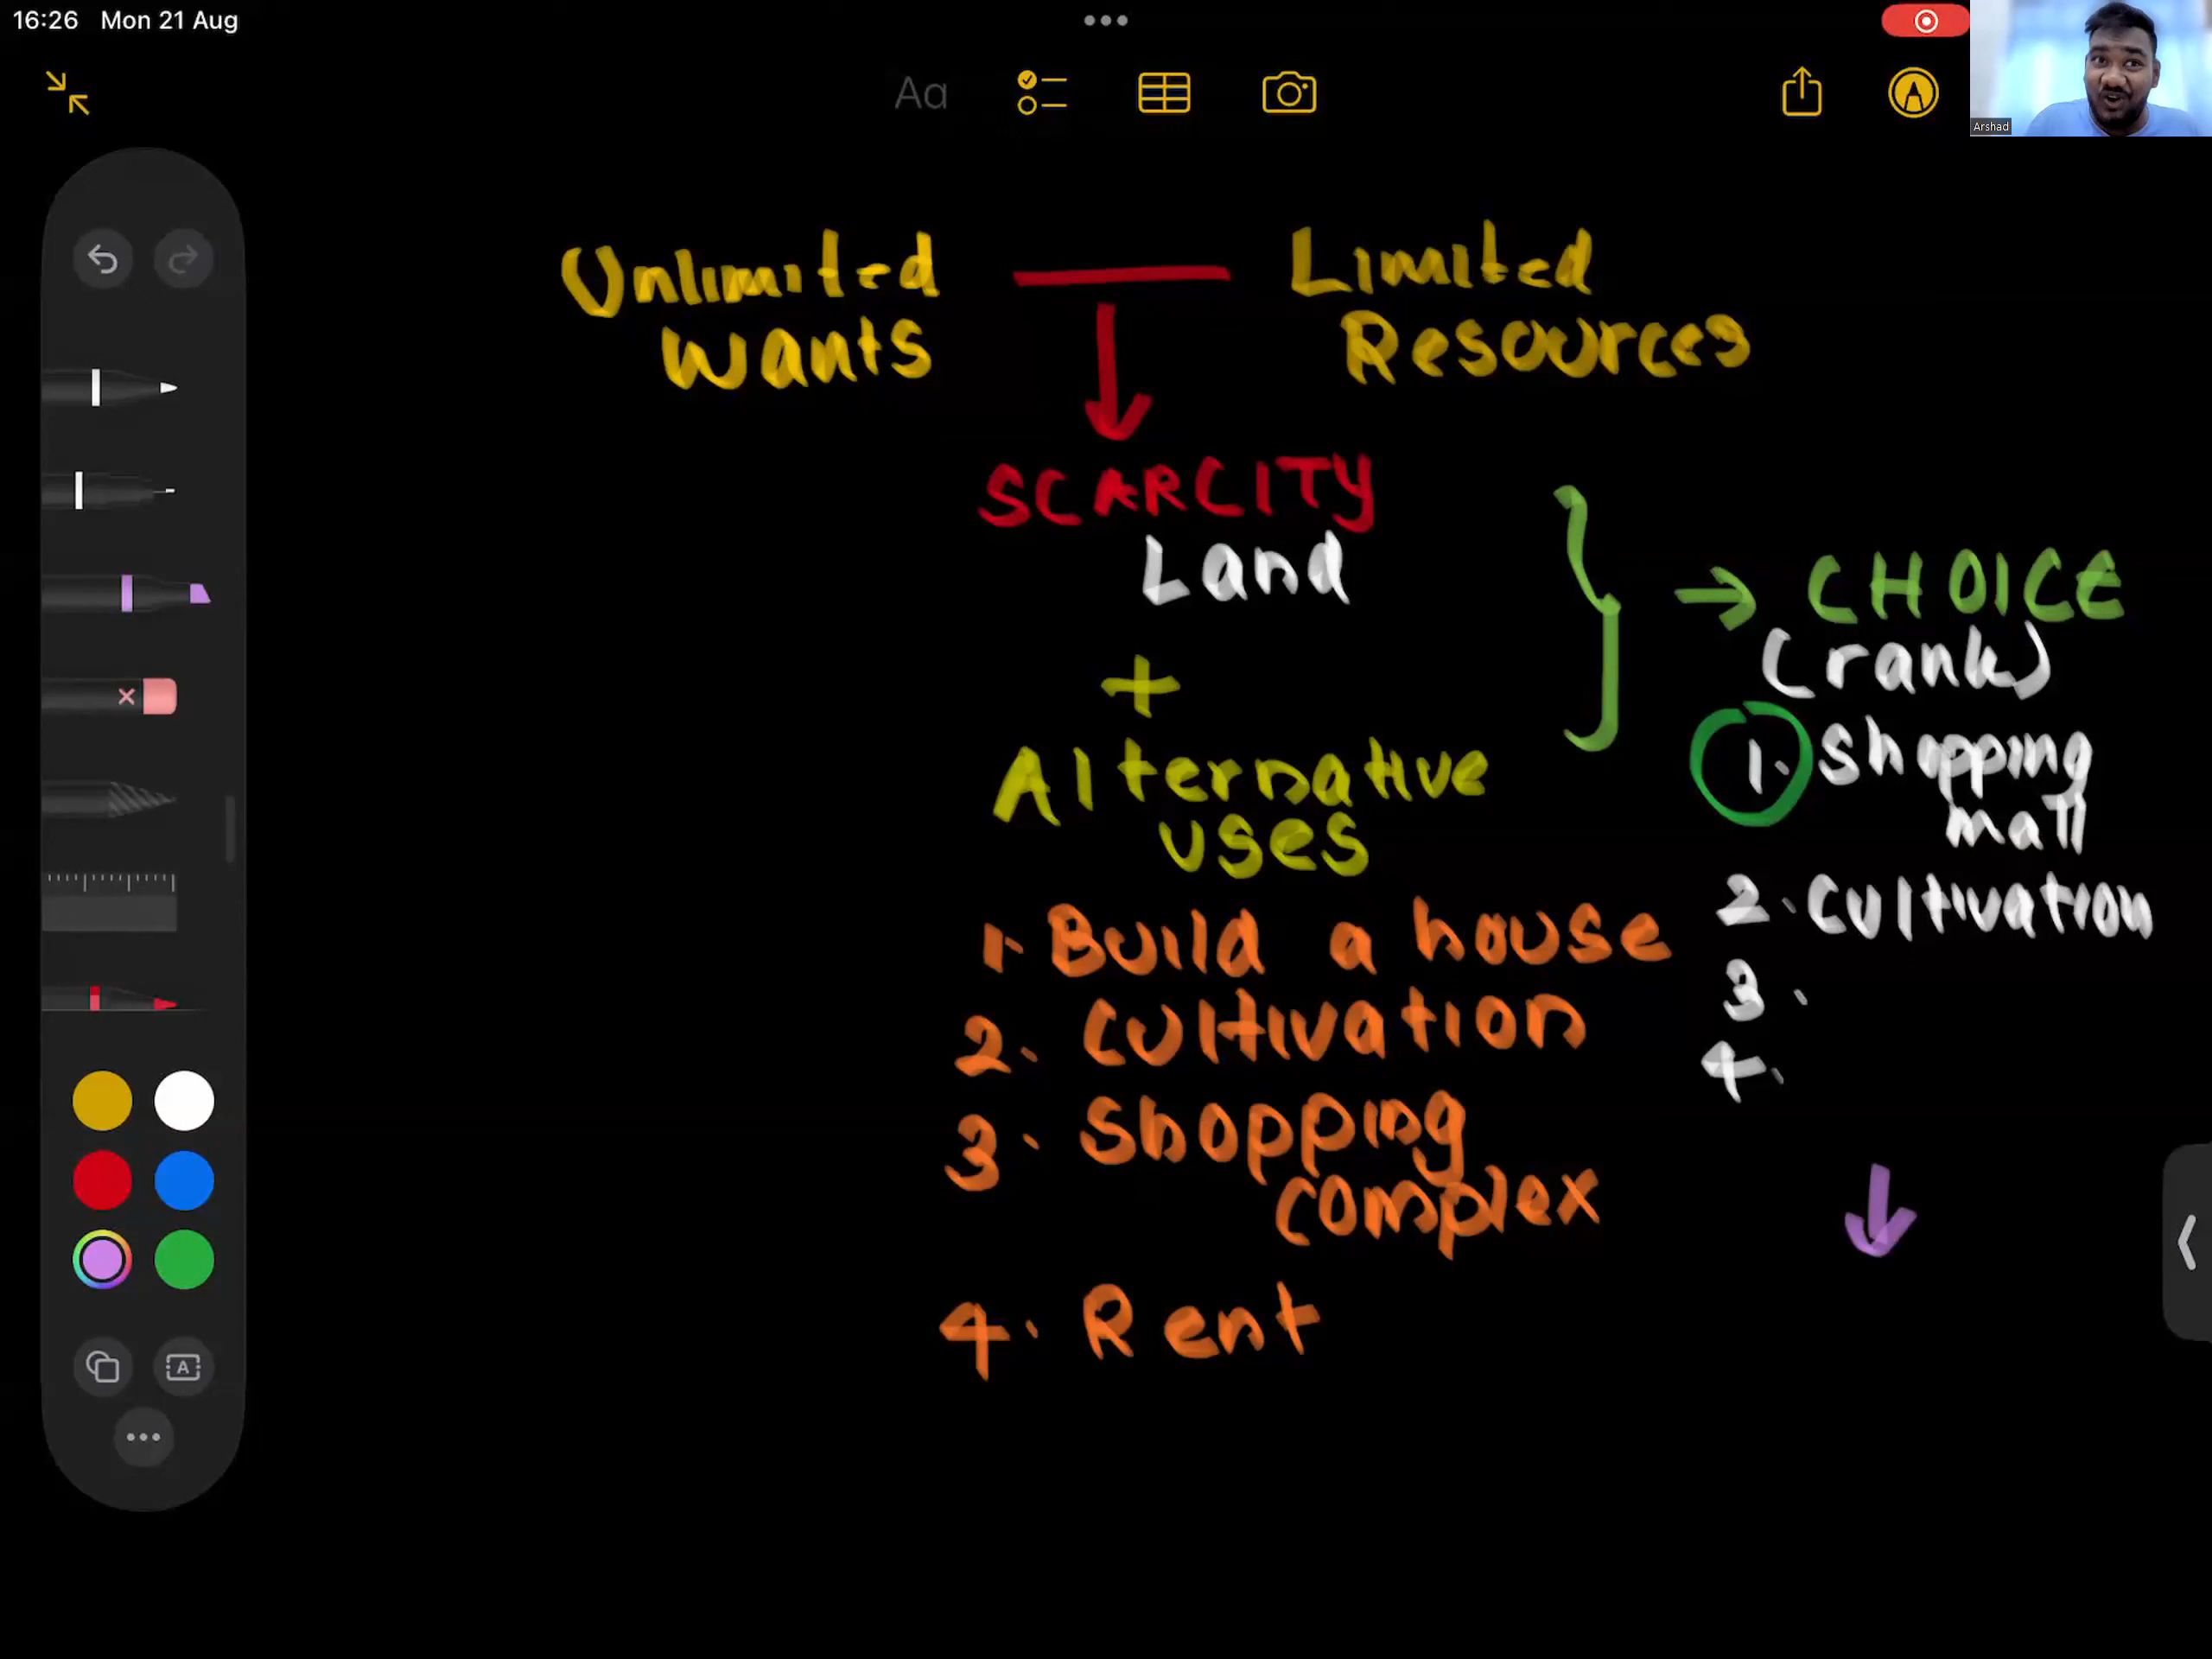 16:26 Mon 21 Aug
Aa
Arshad
Unlimited
wants
Limited
Resources
SCARCITY
Land
+
Alternative
uses
1. Build a house
2. Cultivation
3. Shopping
complex
4. Rent
CHOICE
(rank)
1. Shopping
mall
2. Cultivation
3.
4.
A